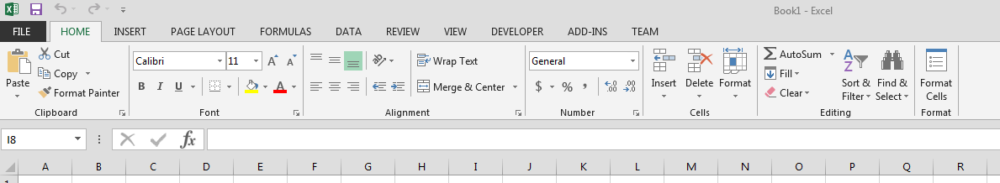 Book1 - Excel
FILE HOME INSERT PAGE LAYOUT FORMULAS DATA REVIEW VIEW DEVELOPER ADD-INS TEAM
Cut
Copy
Format Painter
Paste
Clipboard
Calibri 11 A A
B I U A
Font
Wrap Text
Merge & Center
Alignment
General
$ % , .0 .00 .00 .0
Number
Insert Delete Format
Cells
AutoSum
Fill
Clear
Sort & Filter
Find & Select
Editing
Format Cells
Format
I8 fx
A B C D E F G H I J K L M N O P Q R